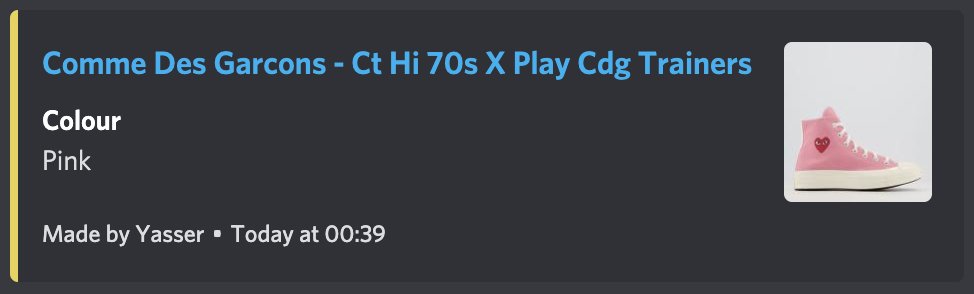 Comme Des Garcons - Ct Hi 70s X Play Cdg Trainers
Colour
Pink
Made by Yasser • Today at 00:39